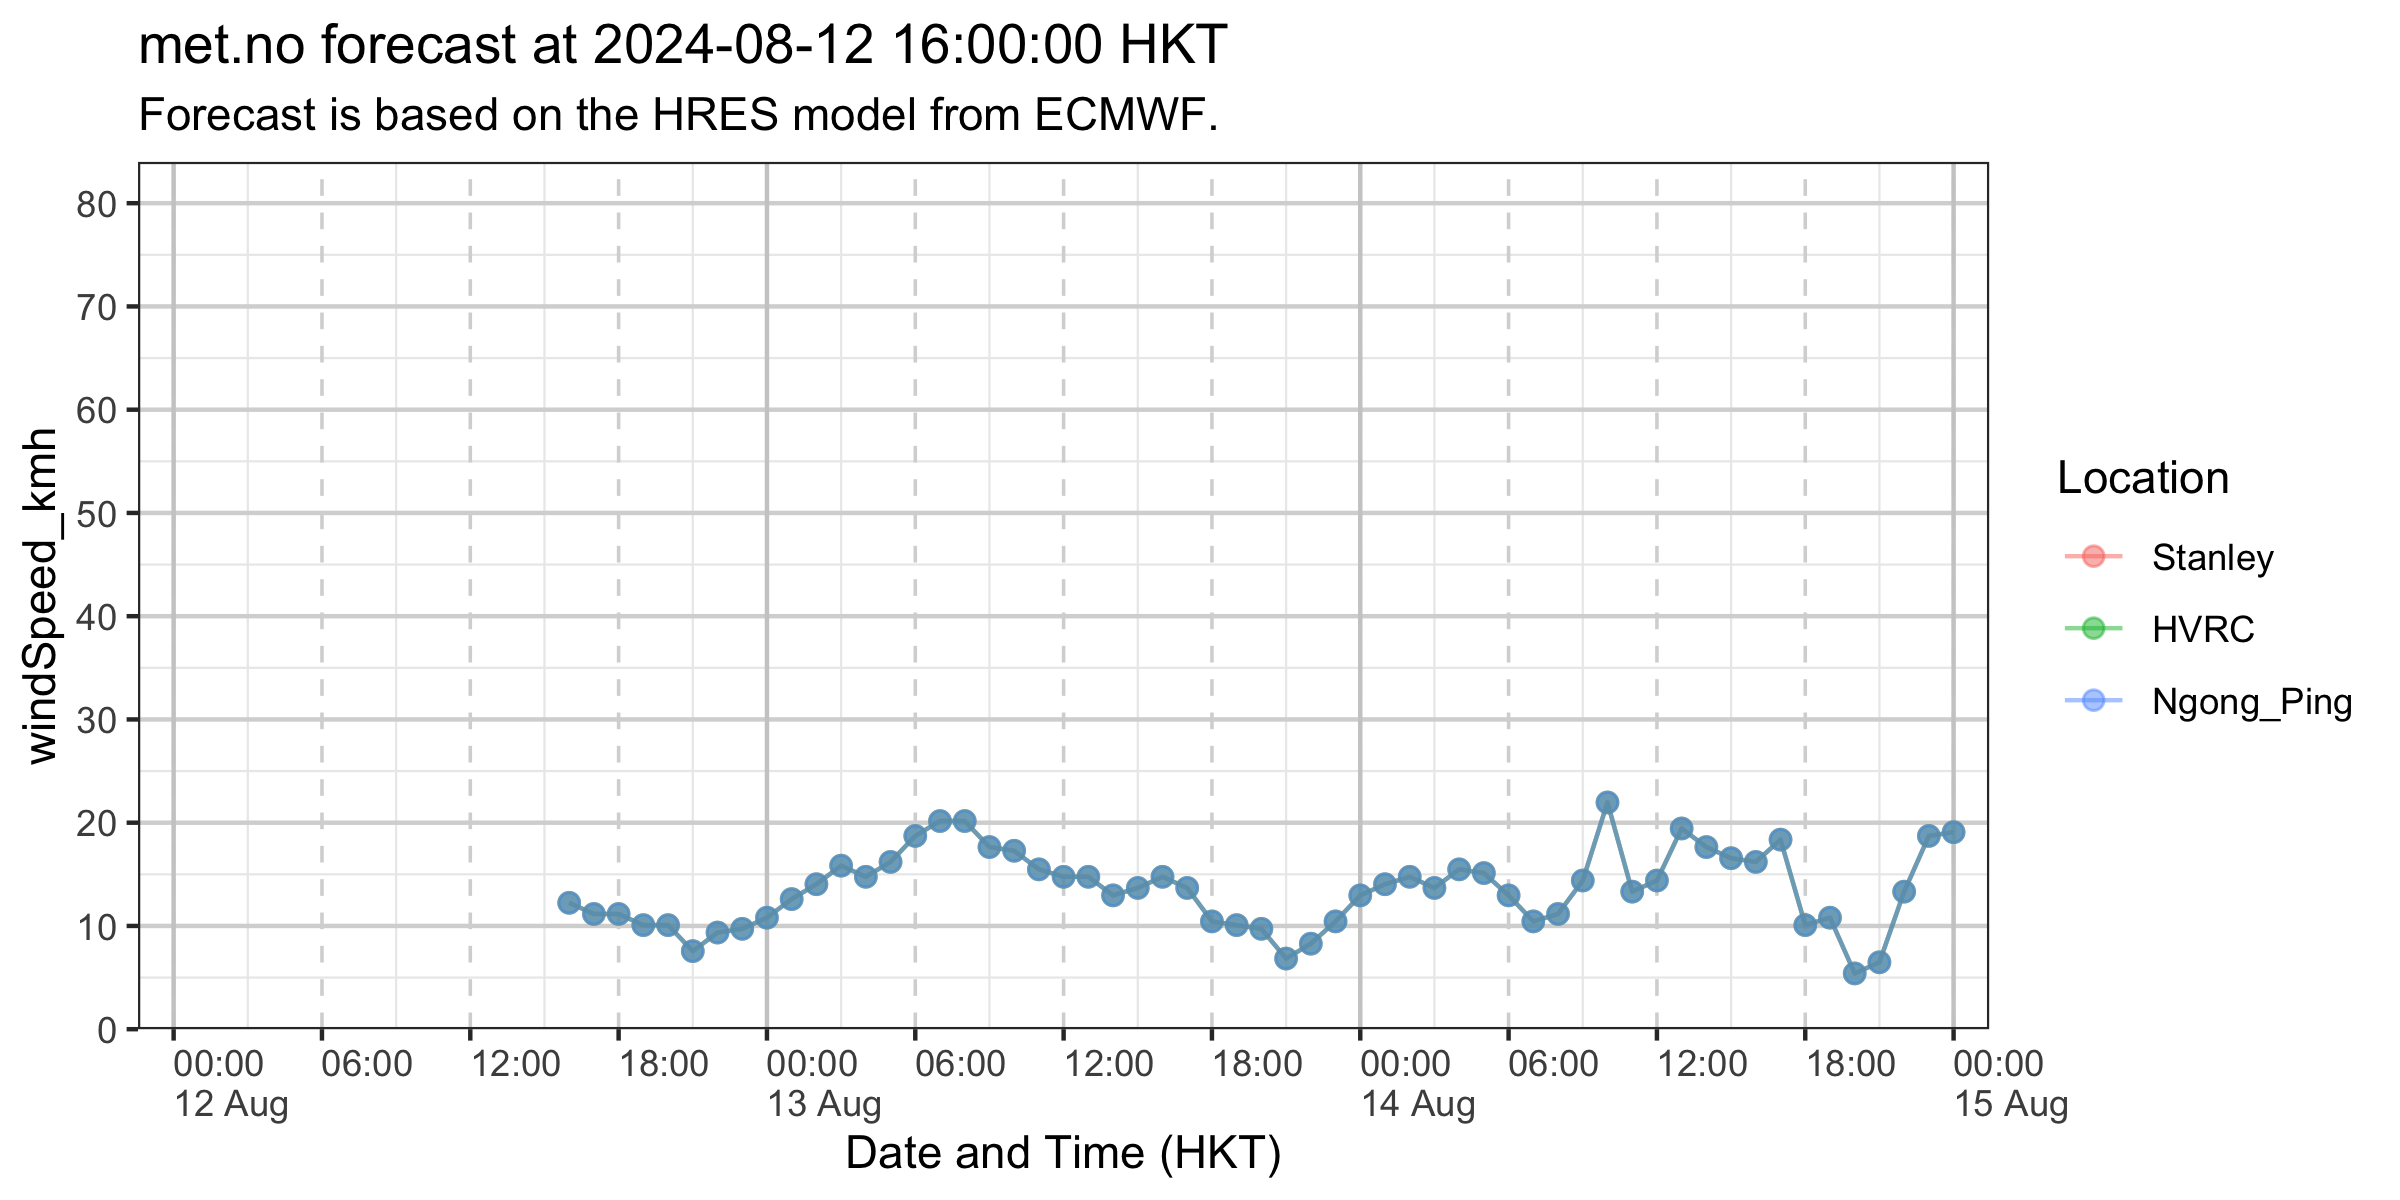 met.no forecast at 2024-08-12 16:00:00 HKT
Forecast is based on the HRES model from ECMWF.
windSpeed_kmh
80
70
60
50
40
30
20
10
0
00:00 06:00 12:00 18:00 00:00 06:00 12:00 18:00 00:00 06:00 12:00 18:00 00:00
12 Aug 13 Aug 14 Aug 15 Aug
Date and Time (HKT)
Location
Stanley
HVRC
Ngong_Ping